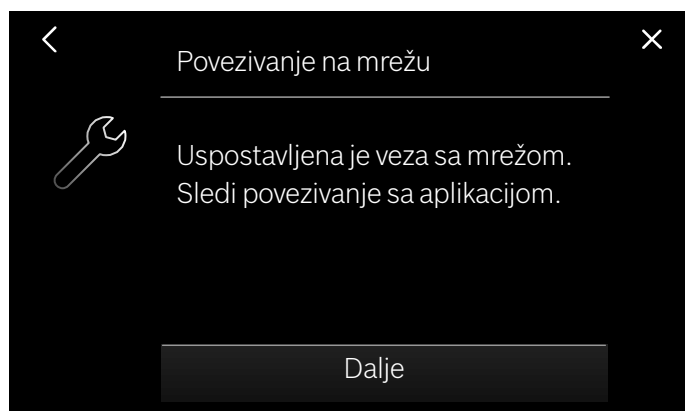 Povezivanje na mrežu
Uspostavljena je veza sa mrežom.
Sledi povezivanje sa aplikacijom.
Dalje